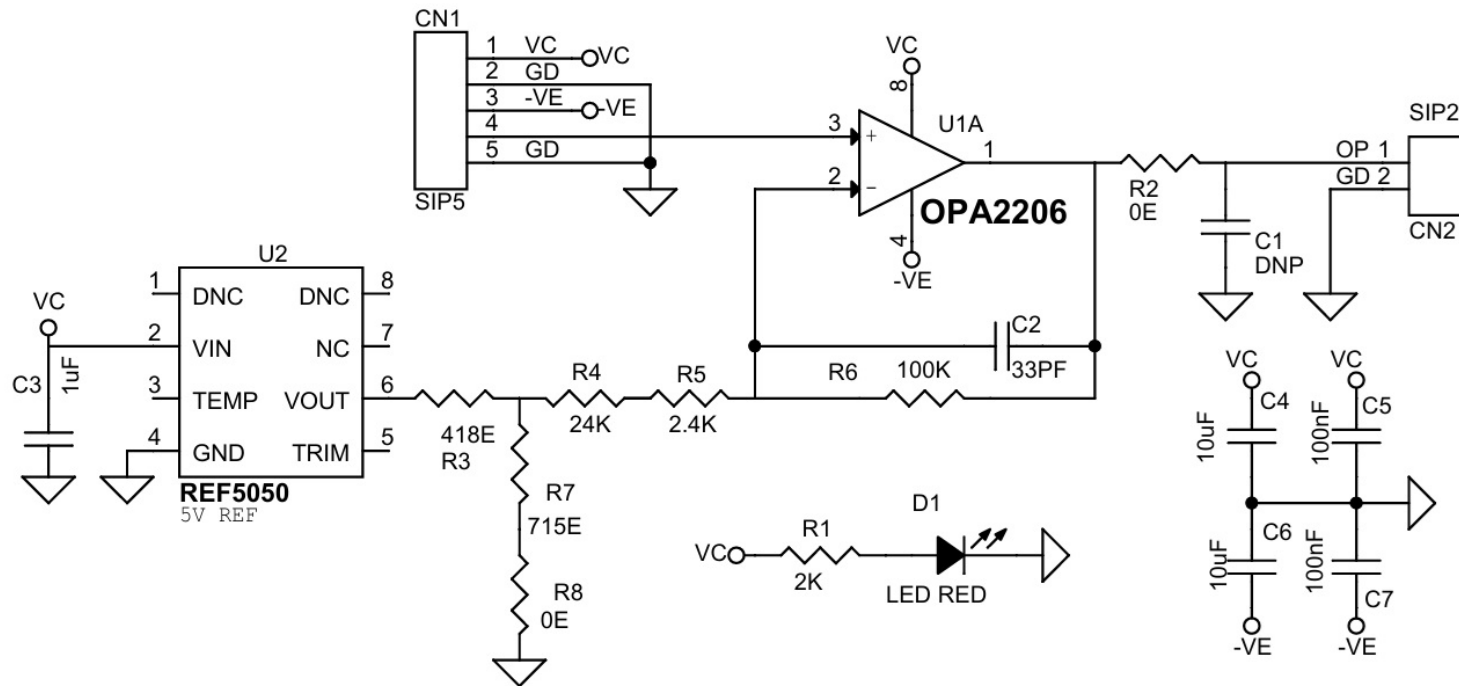 CN1
1 VC VC
2 GD
3 -VE -VE
4
5 GD
SIP5
VC
8
3 +
U1A
1
2 −
OPA2206
4
-VE
R2
0E
C1
DNP
SIP2
OP 1
GD 2
CN2
U2
1 DNC DNC 8
2 VIN NC 7
3 TEMP VOUT 6
4 GND TRIM 5
REF5050
5V REF
VC
C3
1uF
418E
R3
R4
24K
R5
2.4K
R6
100K
C2
33PF
R7
715E
R8
0E
VC
R1
2K
D1
LED RED
VC
VC
C4
10uF
C5
100nF
C6
10uF
C7
100nF
-VE
-VE